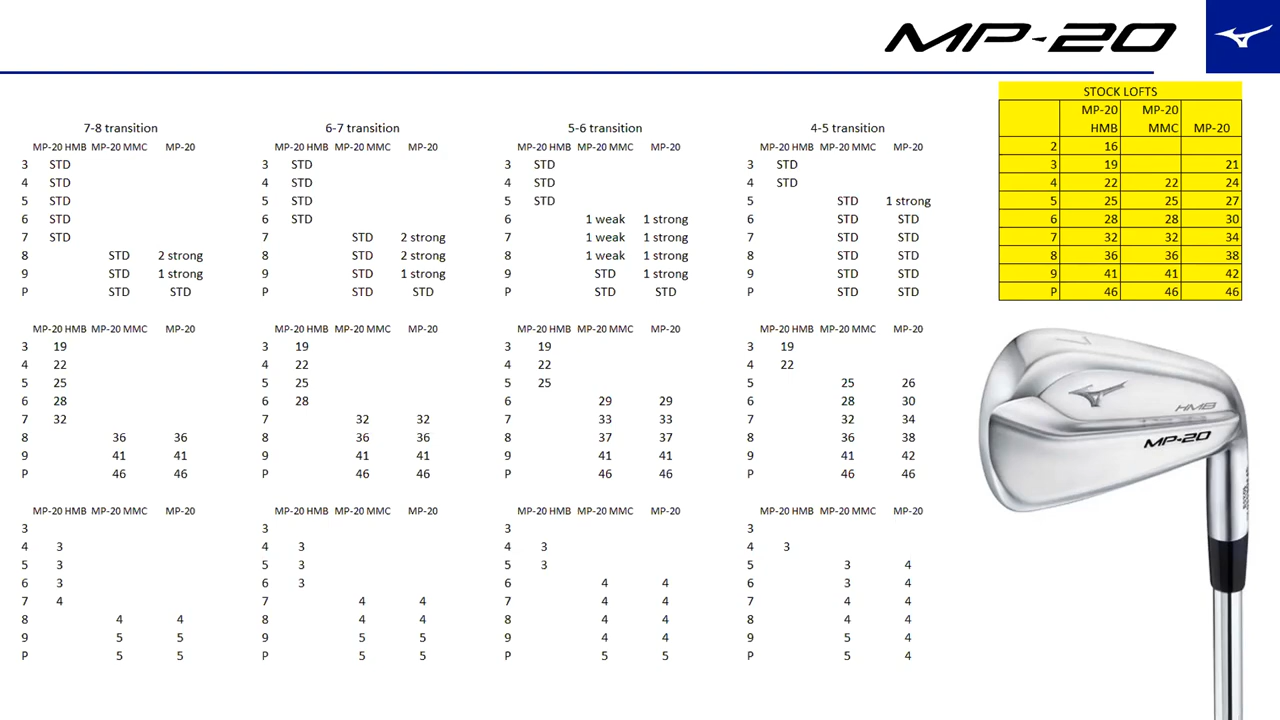 MP-20
STOCK LOFTS
MP-20 HMB MP-20 MMC MP-20
2 16
3 19 21
4 22 22 24
5 25 25 27
6 28 28 30
7 32 32 34
8 36 36 38
9 41 41 42
P 46 46 46
7-8 transition
MP-20 HMB MP-20 MMC MP-20
3 STD
4 STD
5 STD
6 STD
7 STD
8 STD 2 strong
9 STD 1 strong
P STD STD
MP-20 HMB MP-20 MMC MP-20
3 19
4 22
5 25
6 28
7 32
8 36 36
9 41 41
P 46 46
MP-20 HMB MP-20 MMC MP-20
3
4 3
5 3
6 3
7 4
8 4 4
9 5 5
P 5 5
6-7 transition
MP-20 HMB MP-20 MMC MP-20
3 STD
4 STD
5 STD
6 STD
7 STD 2 strong
8 STD 2 strong
9 STD 1 strong
P STD STD
MP-20 HMB MP-20 MMC MP-20
3 19
4 22
5 25
6 28
7 32 32
8 36 36
9 41 41
P 46 46
MP-20 HMB MP-20 MMC MP-20
3
4 3
5 3
6 3
7 4 4
8 4 4
9 5 5
P 5 5
5-6 transition
MP-20 HMB MP-20 MMC MP-20
3 STD
4 STD
5 STD
6 1 weak 1 strong
7 1 weak 1 strong
8 1 weak 1 strong
9 STD 1 strong
P STD STD
MP-20 HMB MP-20 MMC MP-20
3 19
4 22
5 25
6 29 29
7 33 33
8 37 37
9 41 41
P 46 46
MP-20 HMB MP-20 MMC MP-20
3
4 3
5 3
6 4 4
7 4 4
8 4 4
9 4 4
P 5 5
4-5 transition
MP-20 HMB MP-20 MMC MP-20
3 STD
4 STD
5 STD 1 strong
6 STD STD
7 STD STD
8 STD STD
9 STD STD
P STD STD
MP-20 HMB MP-20 MMC MP-20
3 19
4 22
5 25 26
6 28 30
7 32 34
8 36 38
9 41 42
P 46 46
MP-20 HMB MP-20 MMC MP-20
3
4 3
5 3 4
6 3 4
7 4 4
8 4 4
9 5 4
P 5 4
HMB
MP-20